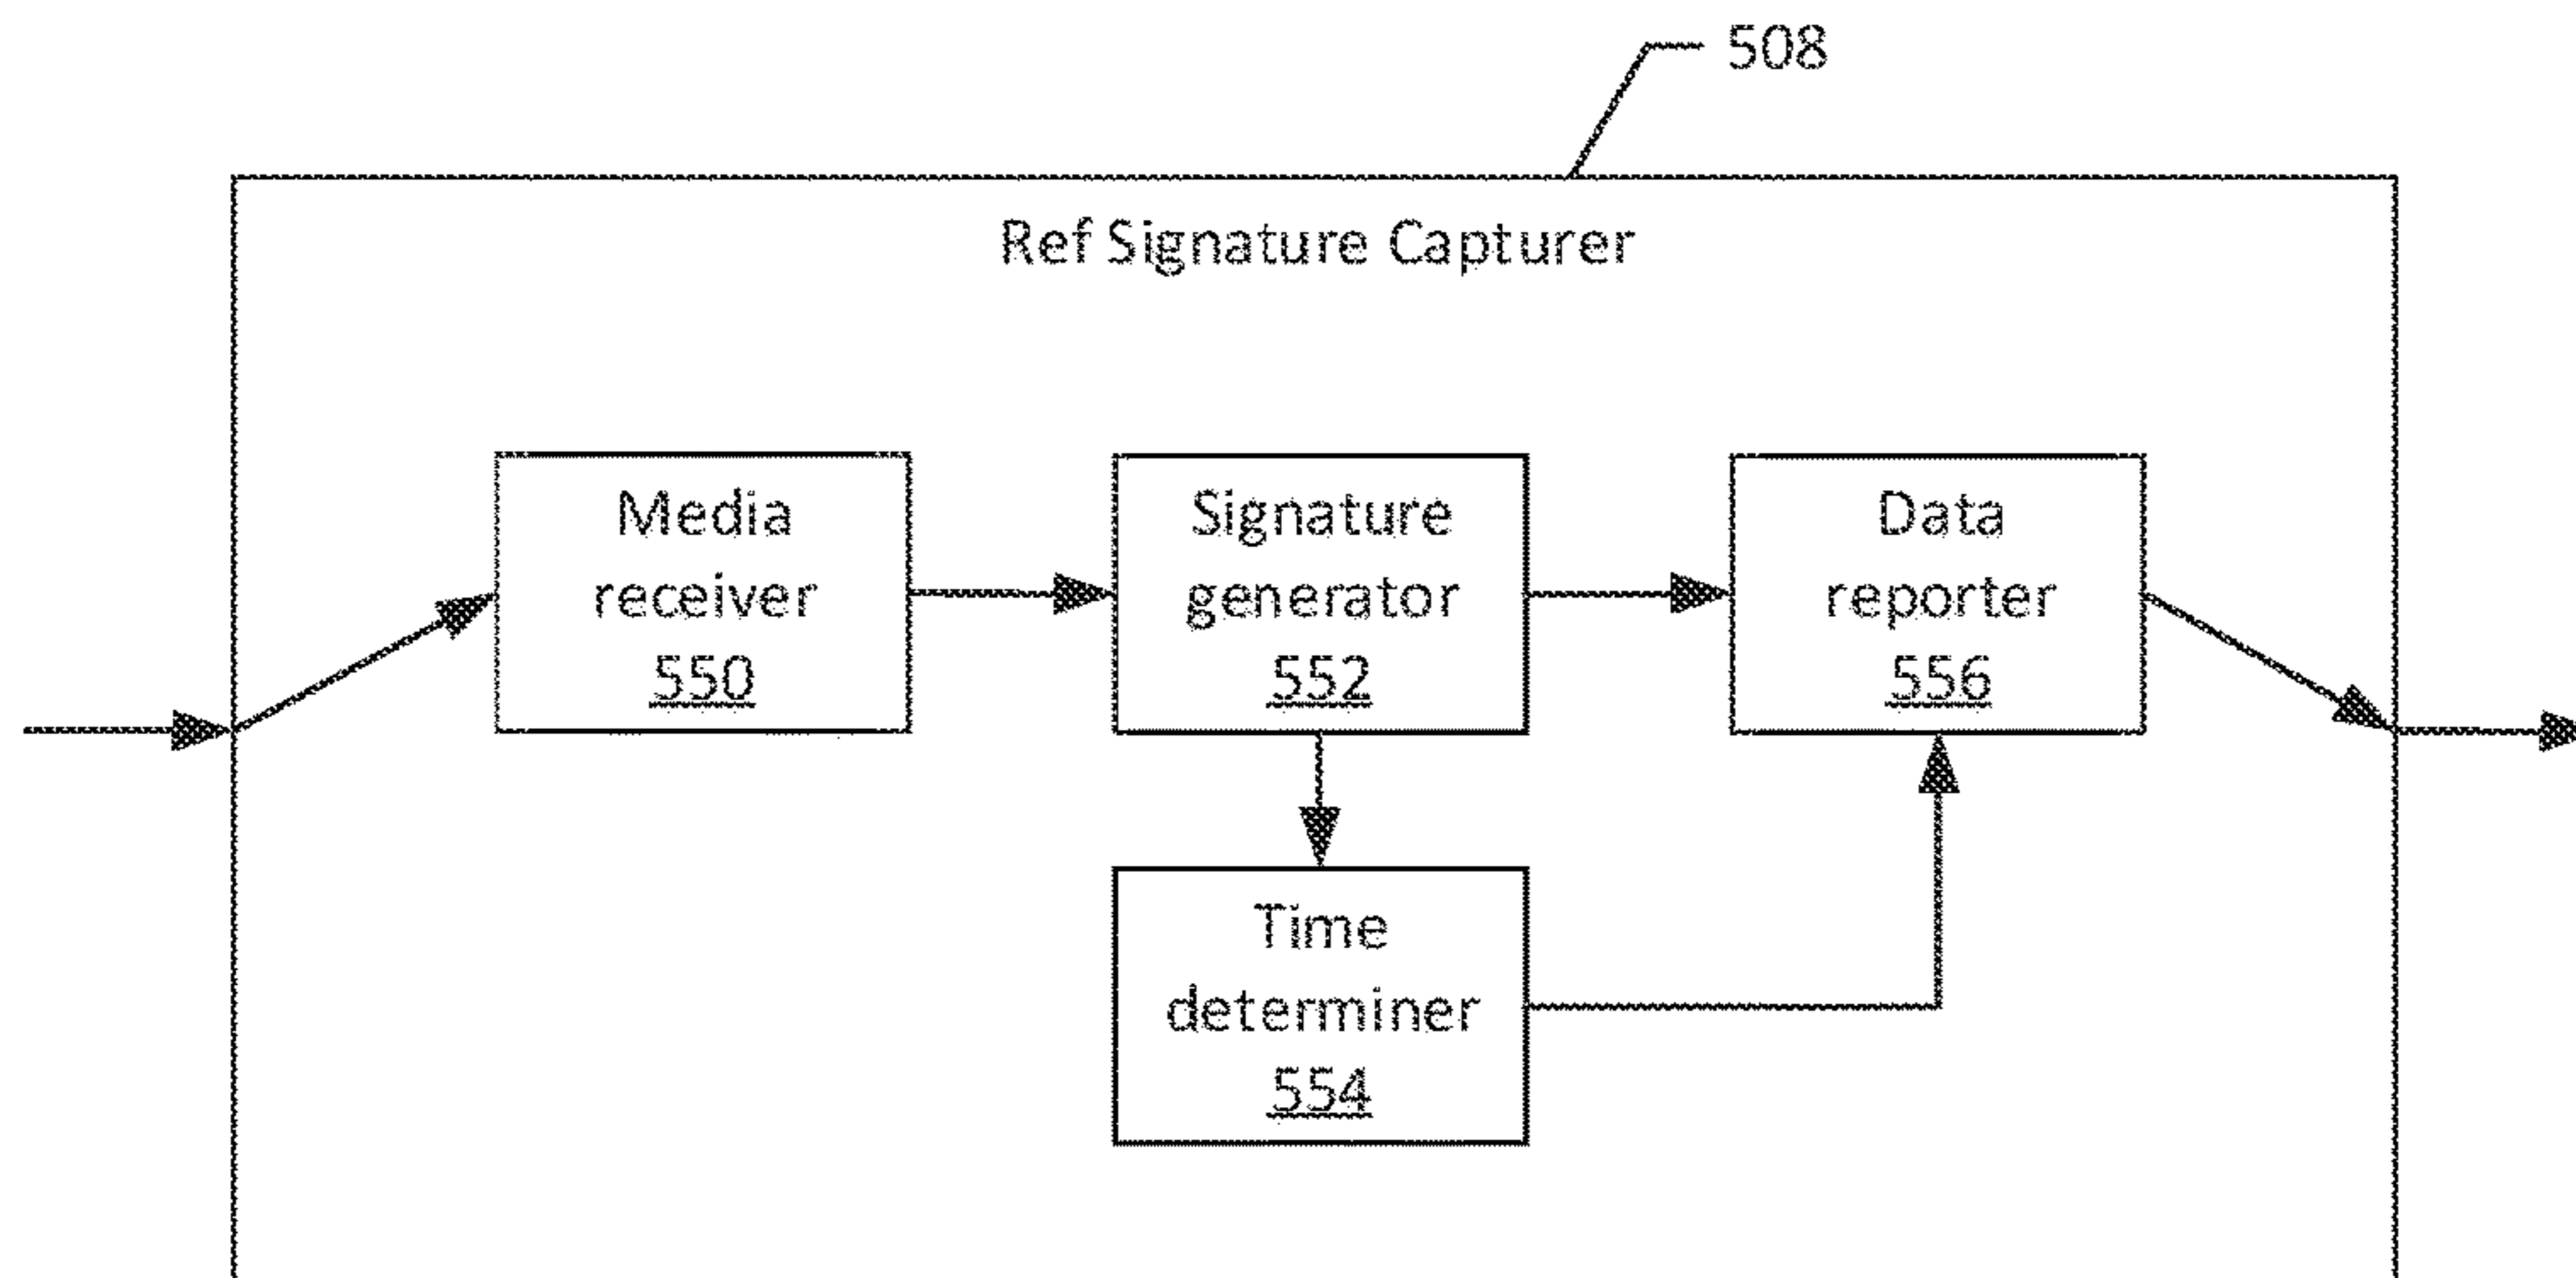 508
Ref Signature Capturer
Media
receiver
550
Signature
generator
552
Data
reporter
556
Time
determiner
554